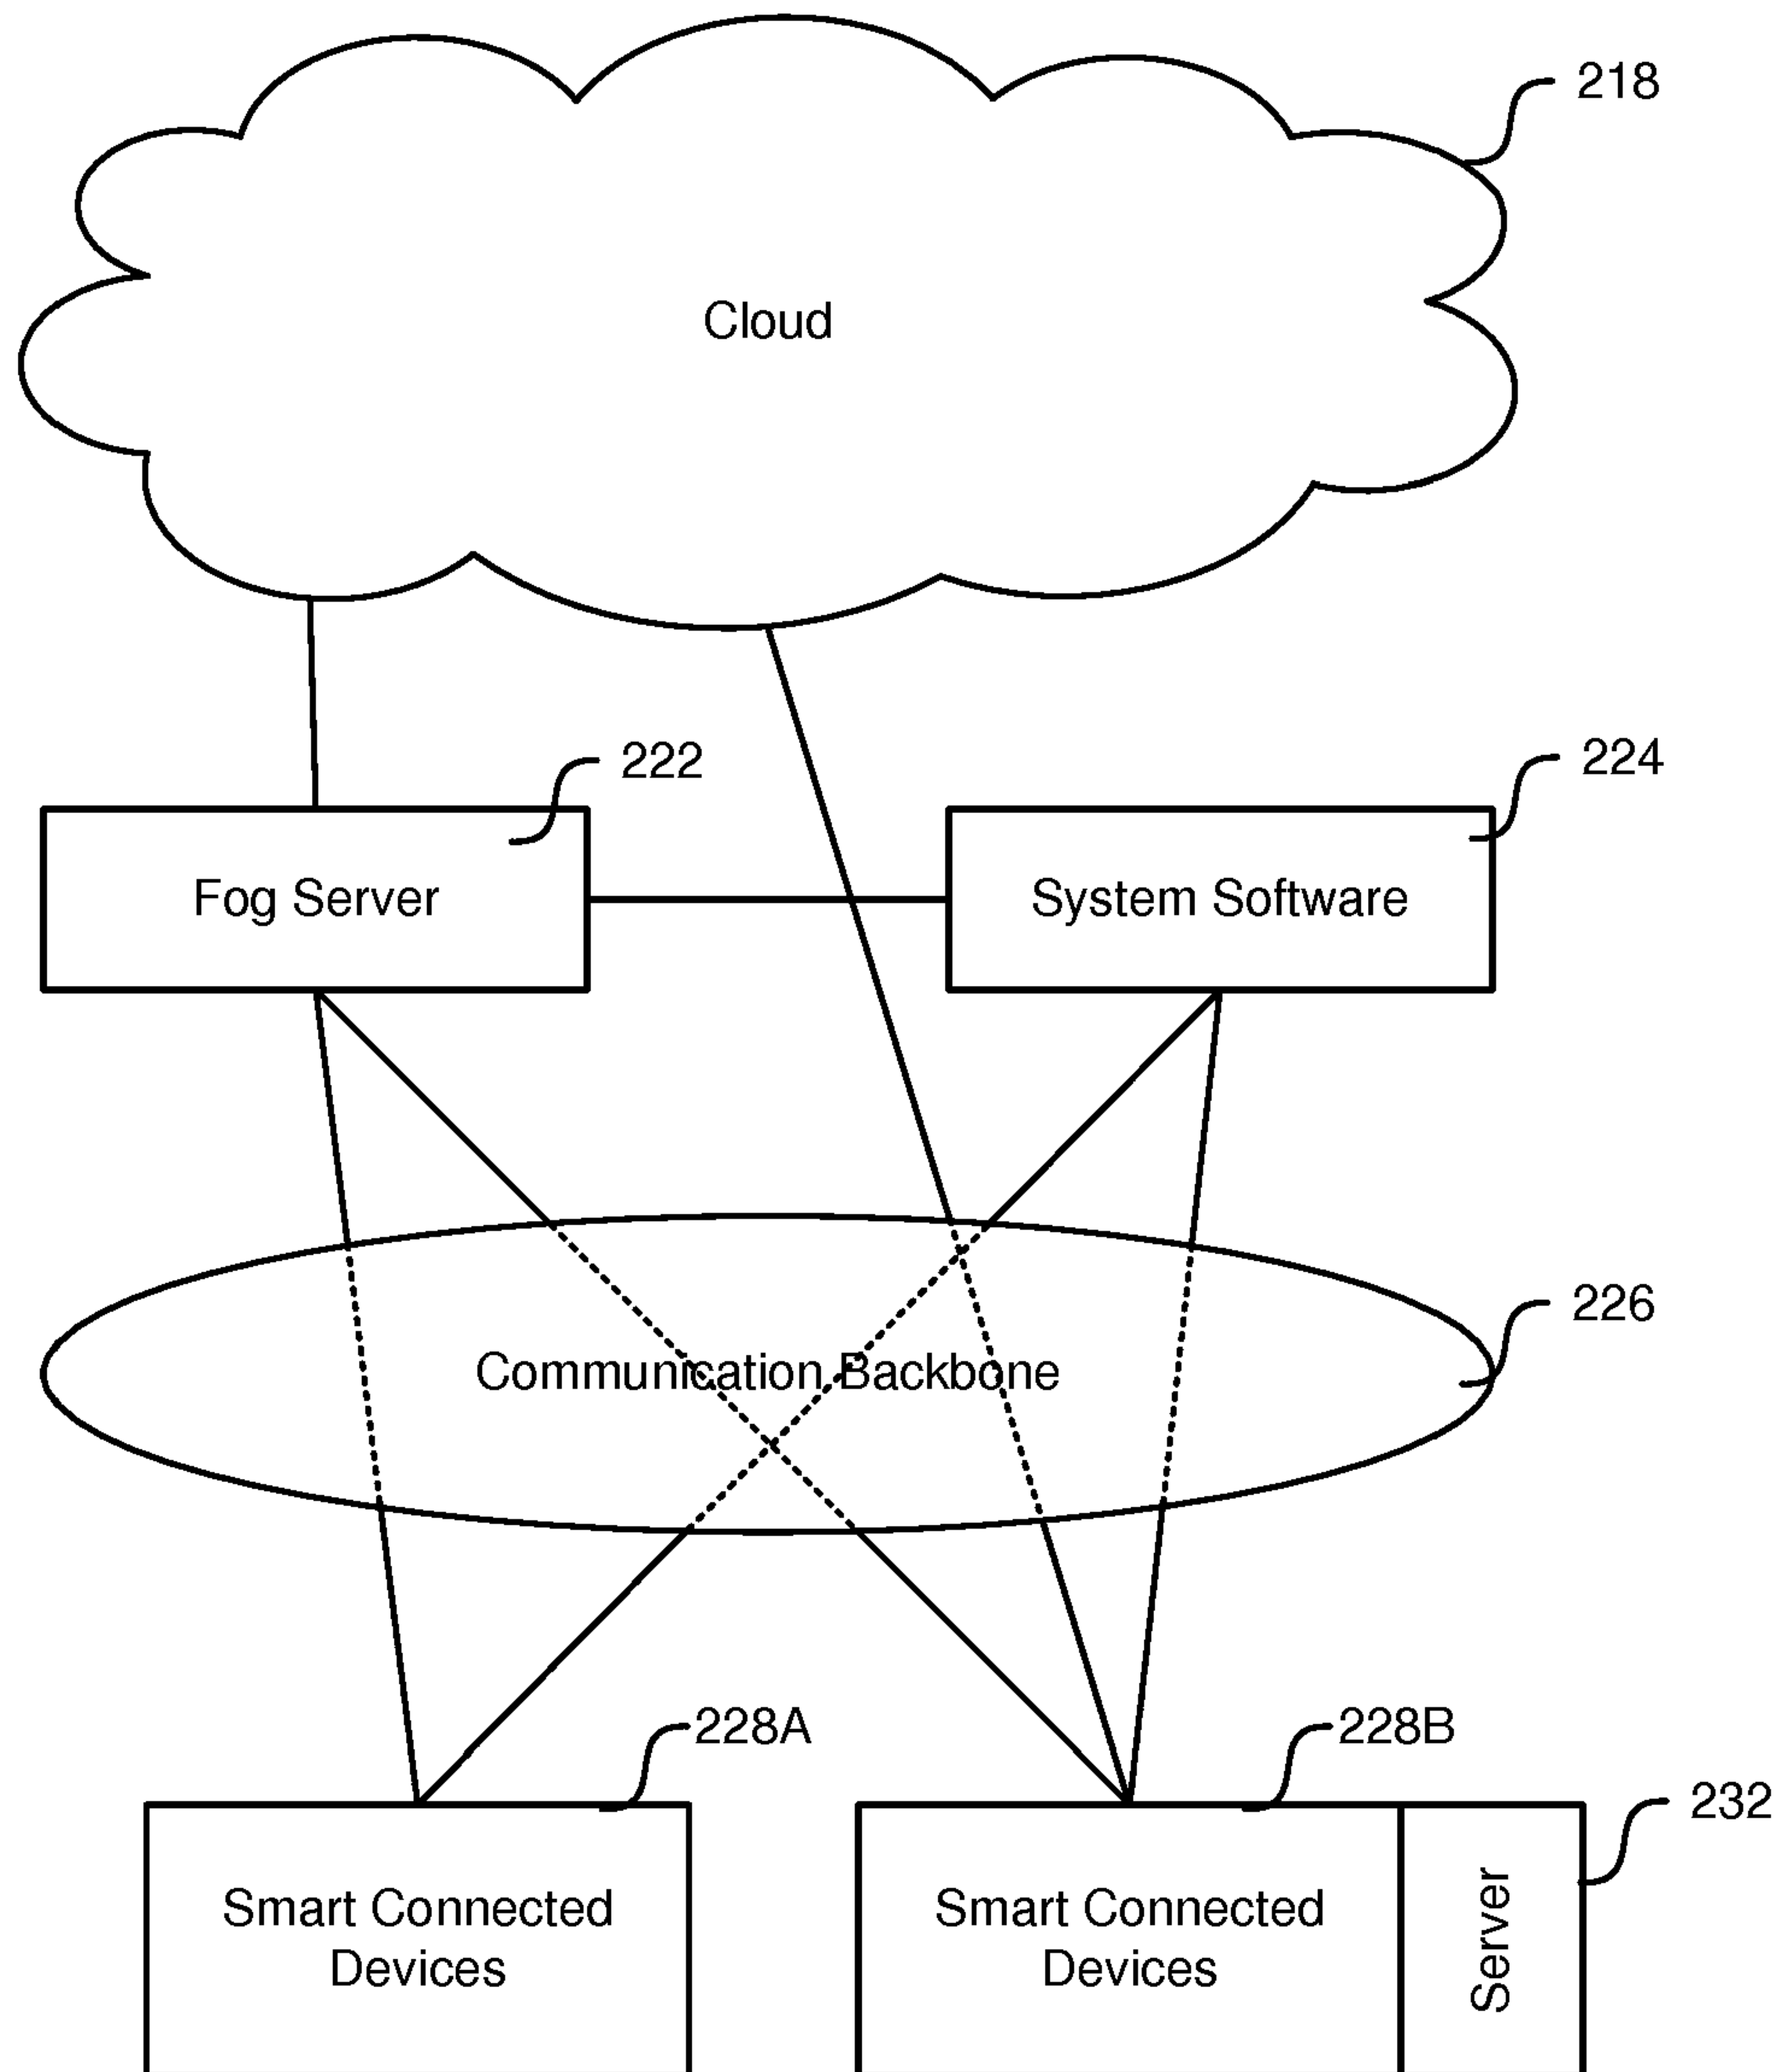 218
Cloud
222
224
Fog Server
System Software
226
Communication Backbone
228A
228B
232
Smart Connected
Devices
Smart Connected
Devices
Server